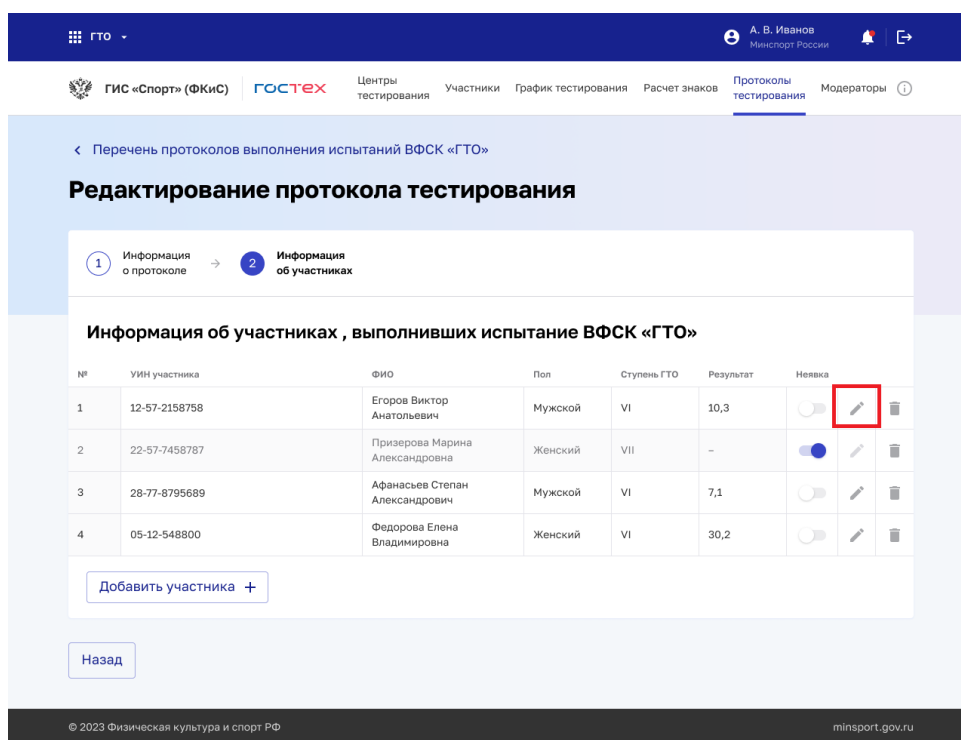 ГТО
А. В. Иванов
Минспорт России
ГИС «Спорт» (ФКиС)
ГОСТЕХ
Центры
тестирования
Участники
График тестирования
Расчет знаков
Протоколы
тестирования
Модераторы
Перечень протоколов выполнения испытаний ВФСК «ГТО»
Редактирование протокола тестирования
1
Информация
о протоколе
→
2
Информация
об участниках
Информация об участниках , выполнивших испытание ВФСК «ГТО»
№ УИН участника ФИО Пол Ступень ГТО Результат Неявка
1 12-57-2158758 Егоров Виктор Мужской VI 10,3
Анатольевич
2 22-57-7458787 Призерова Марина Женский VII –
Александровна
3 28-77-8795689 Афанасьев Степан Мужской VI 7,1
Александрович
4 05-12-548800 Федорова Елена Женский VI 30,2
Владимировна
Добавить участника +
Назад
© 2023 Физическая культура и спорт РФ
minsport.gov.ru